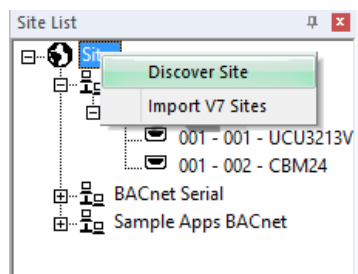 Site List
Site
Discover Site
Import V7 Sites
001 - 001 - UCU3213V
001 - 002 - CBM24
BACnet Serial
Sample Apps BACnet